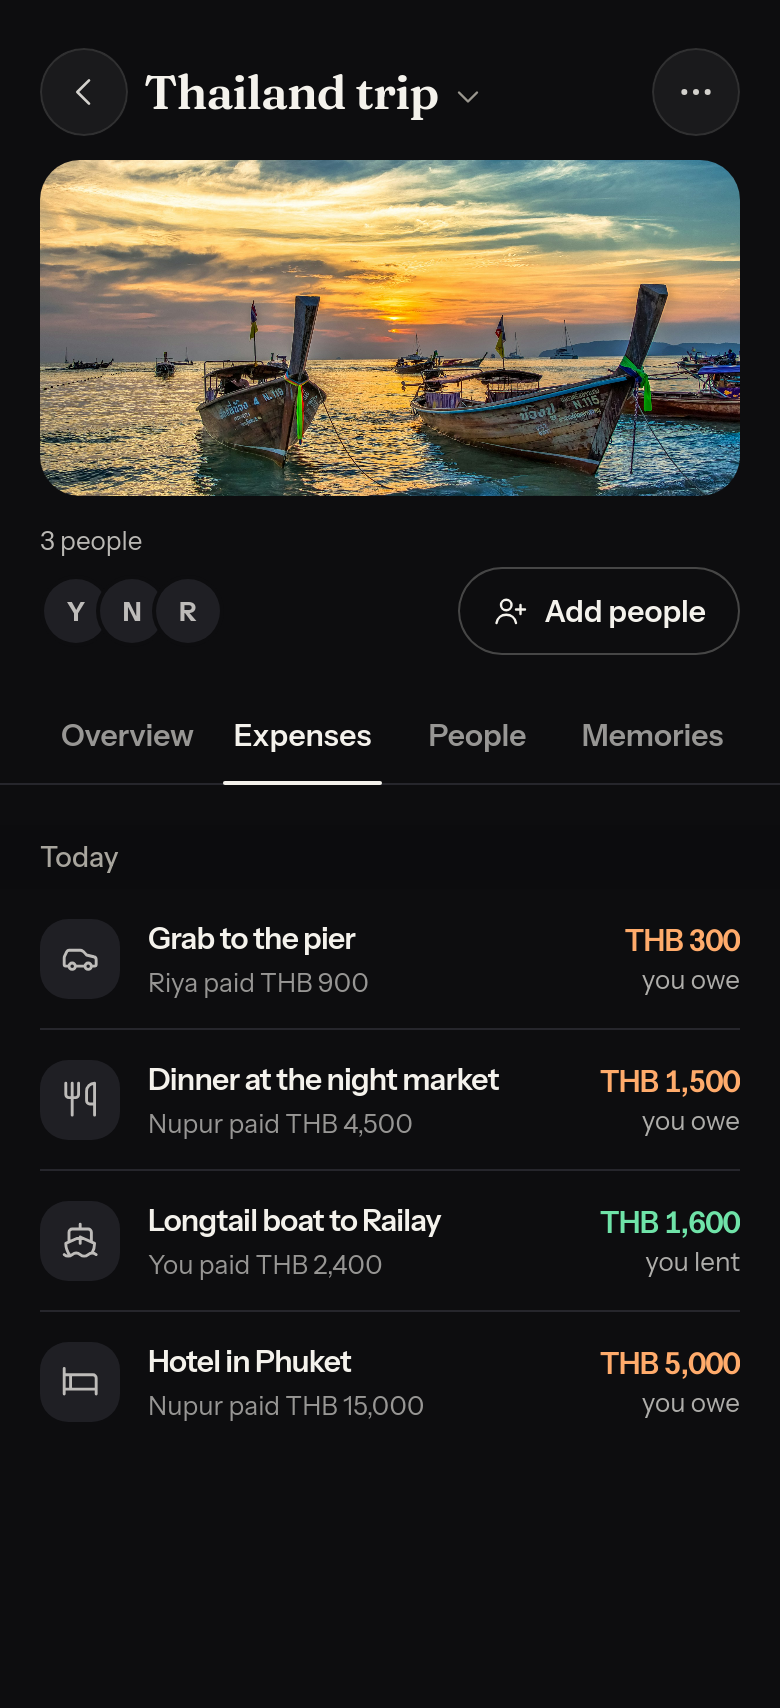 Thailand trip
3 people
Y N R
Add people
Overview Expenses People Memories
Today
Grab to the pier
THB 300
Riya paid THB 900
you owe
Dinner at the night market
THB 1,500
Nupur paid THB 4,500
you owe
Longtail boat to Railay
THB 1,600
You paid THB 2,400
you lent
Hotel in Phuket
THB 5,000
Nupur paid THB 15,000
you owe